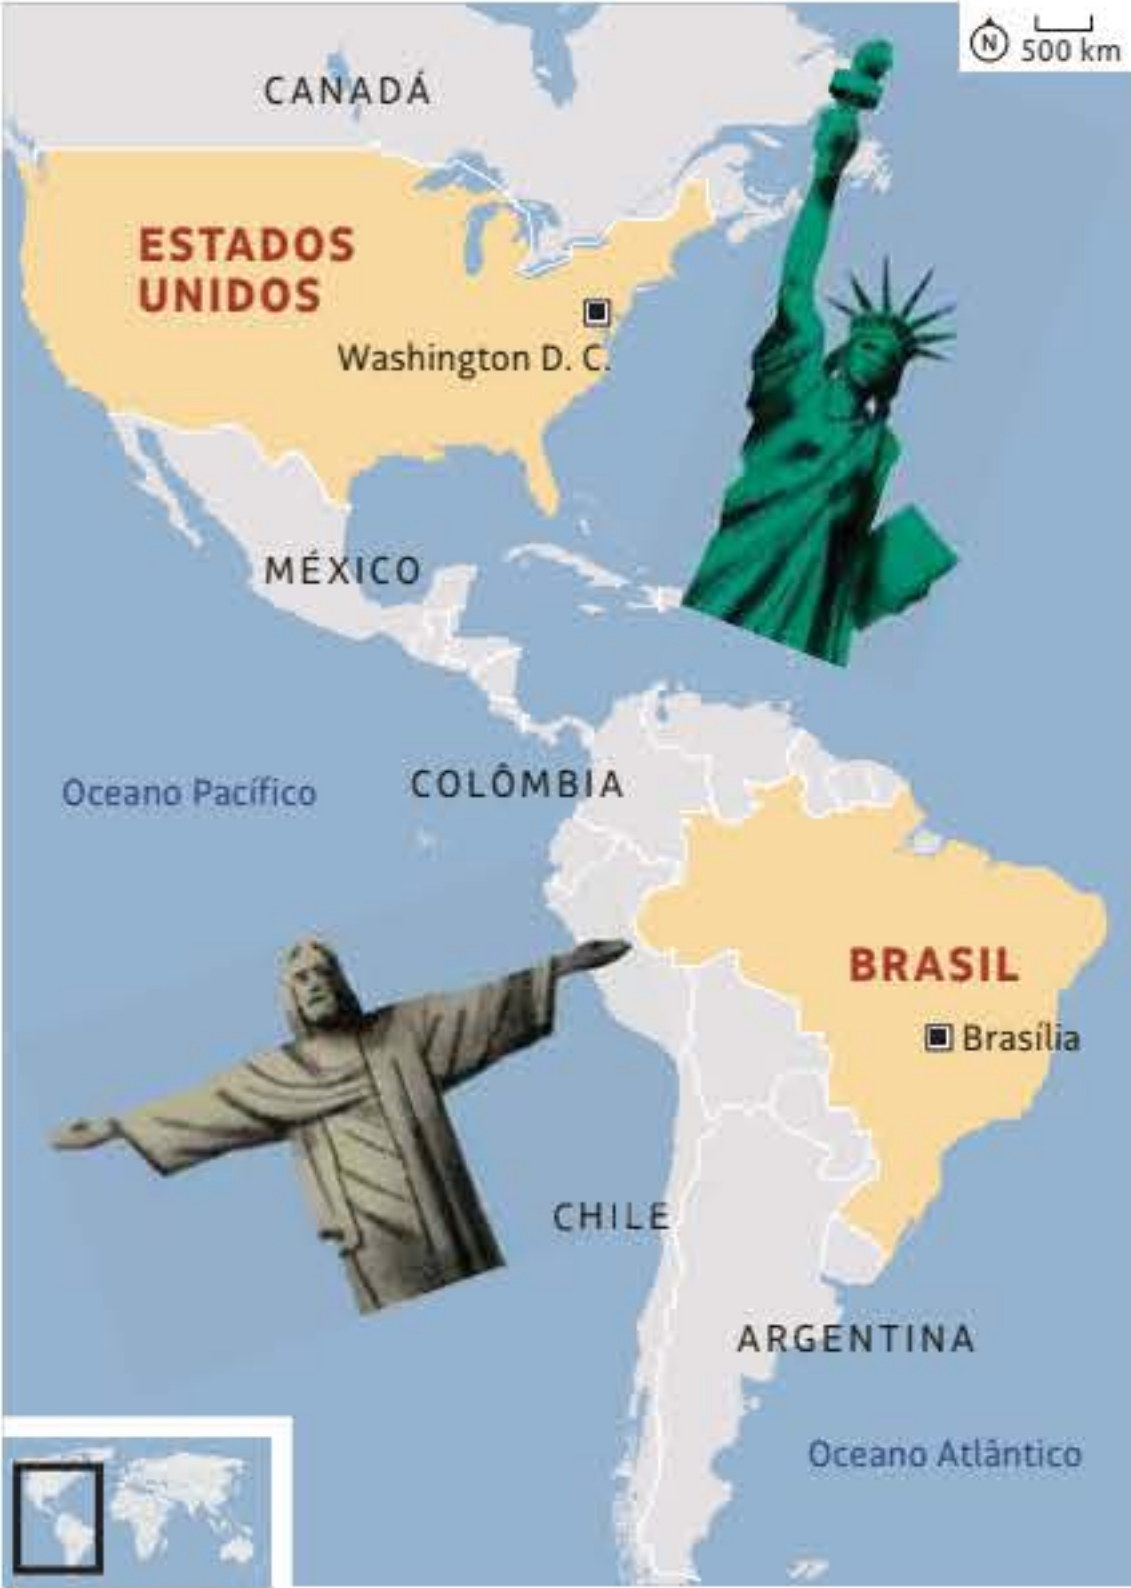 N
500 km
CANADÁ
ESTADOS
UNIDOS
Washington D. C.
MÉXICO
Oceano Pacífico
COLÔMBIA
BRASIL
Brasília
CHILE
ARGENTINA
Oceano Atlântico